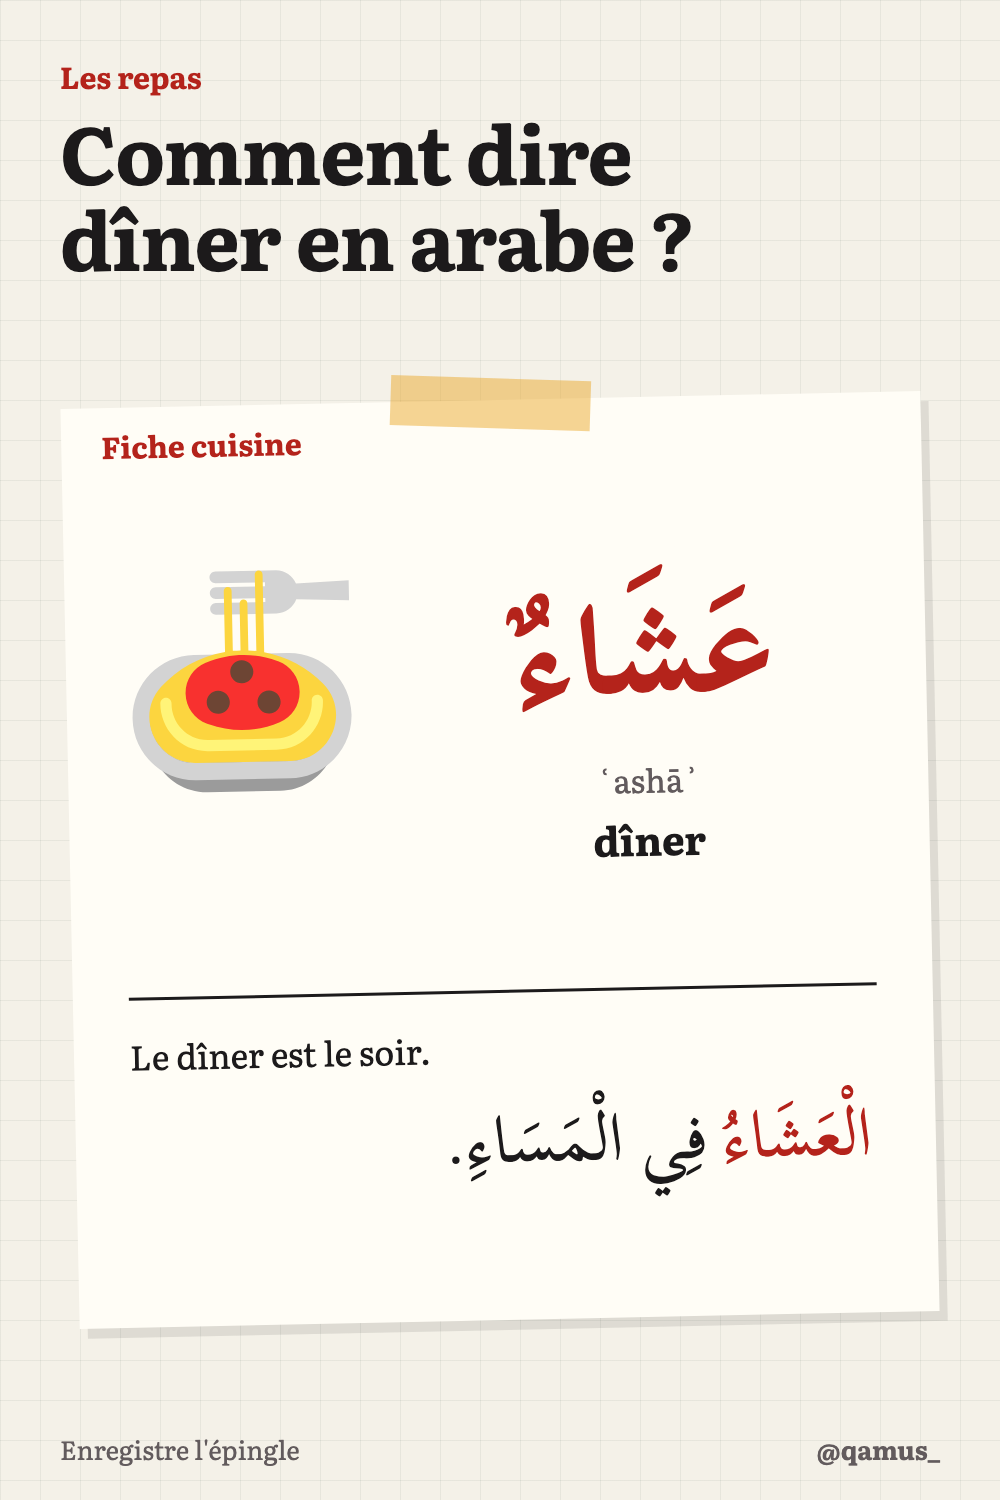 Les repas
Comment dire
dîner en arabe ?
Fiche cuisine
عَشَاءٌ
ʿashāʾ
dîner
Le dîner est le soir.
الْعَشَاءُ فِي الْمَسَاءِ.
Enregistre l'épingle
@qamus_